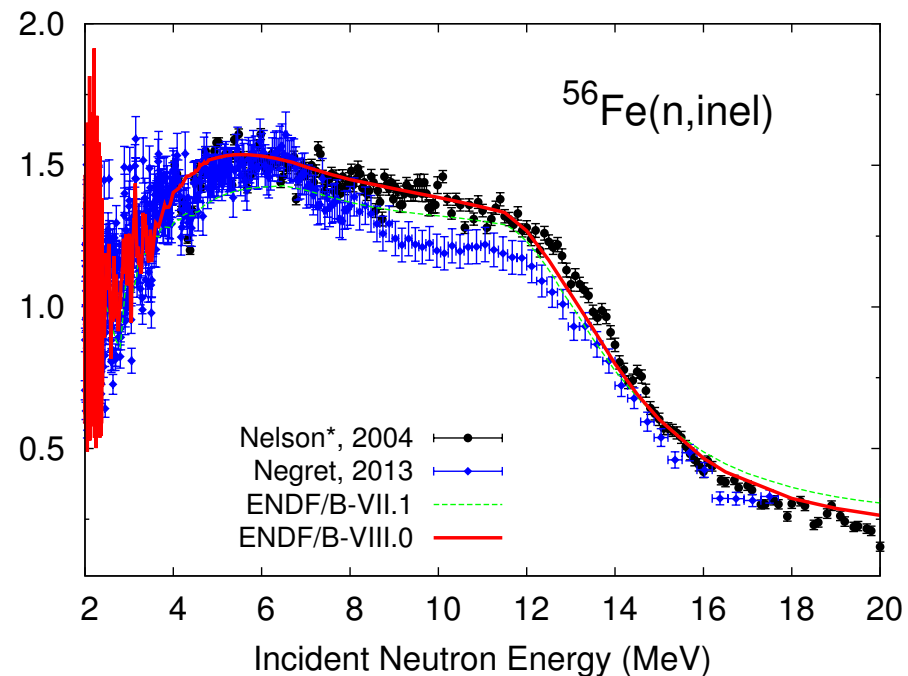 2.0
1.5
1.0
0.5
⁵⁶Fe(n,inel)
Nelson*, 2004
Negret, 2013
ENDF/B-VII.1
ENDF/B-VIII.0
2 4 6 8 10 12 14 16 18 20
Incident Neutron Energy (MeV)